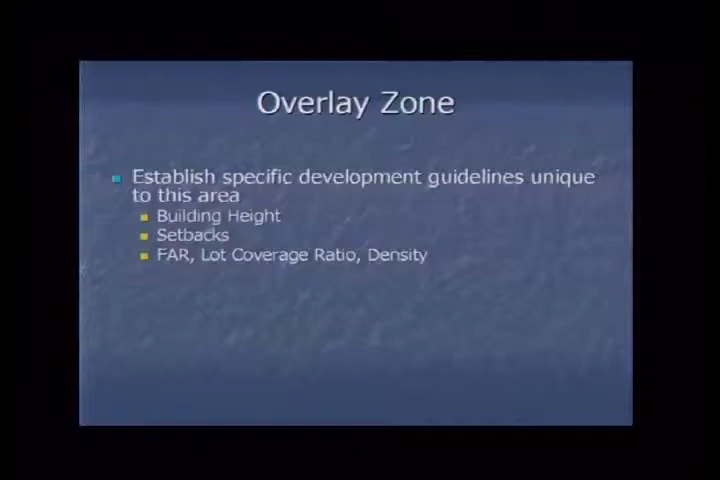 Overlay Zone
Establish specific development guidelines unique
to this area
Building Height
Setbacks
FAR, Lot Coverage Ratio, Density